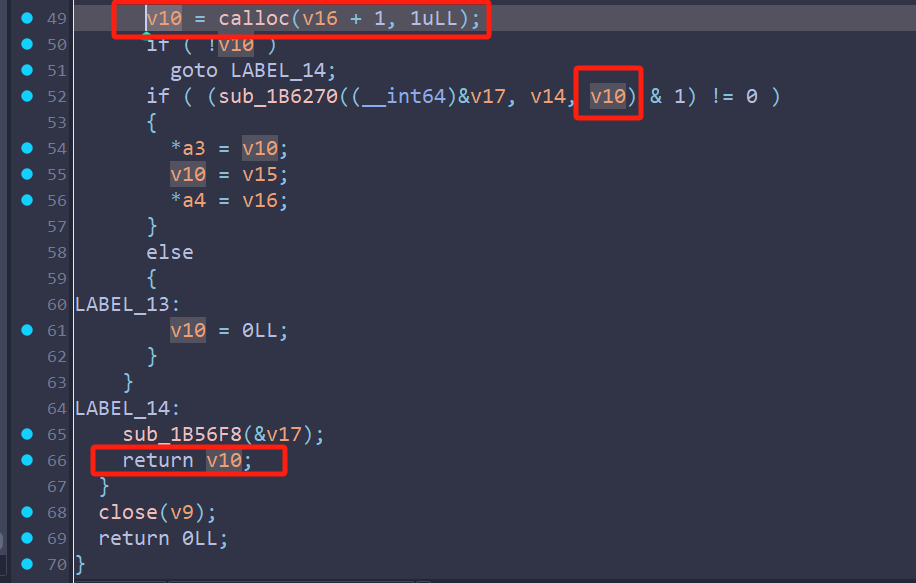 49 v10 = calloc(v16 + 1, 1uLL);
50 if ( !v10 )
51 goto LABEL_14;
52 if ( (sub_1B6270((__int64)&v17, v14, v10) & 1) != 0 )
53 {
54 *a3 = v10;
55 v10 = v15;
56 *a4 = v16;
57 }
58 else
59 {
60 LABEL_13:
61 v10 = 0LL;
62 }
63 }
64 LABEL_14:
65 sub_1B56F8(&v17);
66 return v10;
67 }
68 close(v9);
69 return 0LL;
70 }